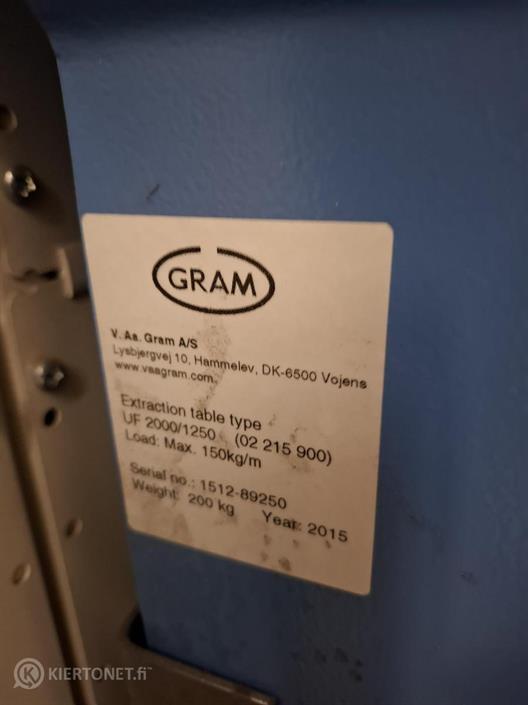 GRAM
V. Aa. Gram A/S
Lysbjergvej 10, Hammelev, DK-6500 Vojens
www.vaagram.com.
Extraction table type
UF 2000/1250 (02 215 900)
Load: Max. 150kg/m
Serial no.: 1512-89250
Weight: 200 kg Year: 2015
KIERTONET.fi™